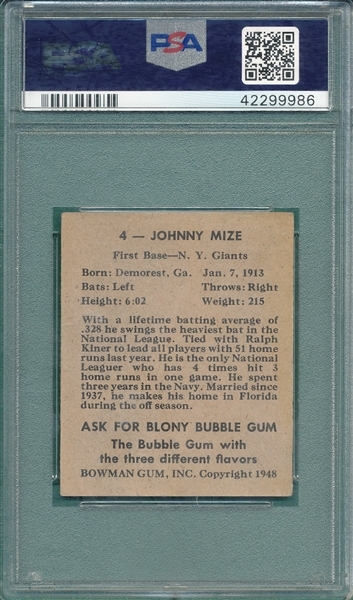 PSA
42299986
4 — JOHNNY MIZE
First Base—N. Y. Giants
Born: Demorest, Ga. Jan. 7, 1913
Bats: Left Throws: Right
Height: 6:02 Weight: 215
With a lifetime batting average of
.328 he swings the heaviest bat in the
National League. Tied with Ralph
Kiner to lead all players with 51 home
runs last year. He is the only National
Leaguer who has 4 times hit 3
home runs in one game. He spent
three years in the Navy. Married since
1937, he makes his home in Florida
during the off season.
ASK FOR BLONY BUBBLE GUM
The Bubble Gum with
the three different flavors
BOWMAN GUM, INC. Copyright 1948